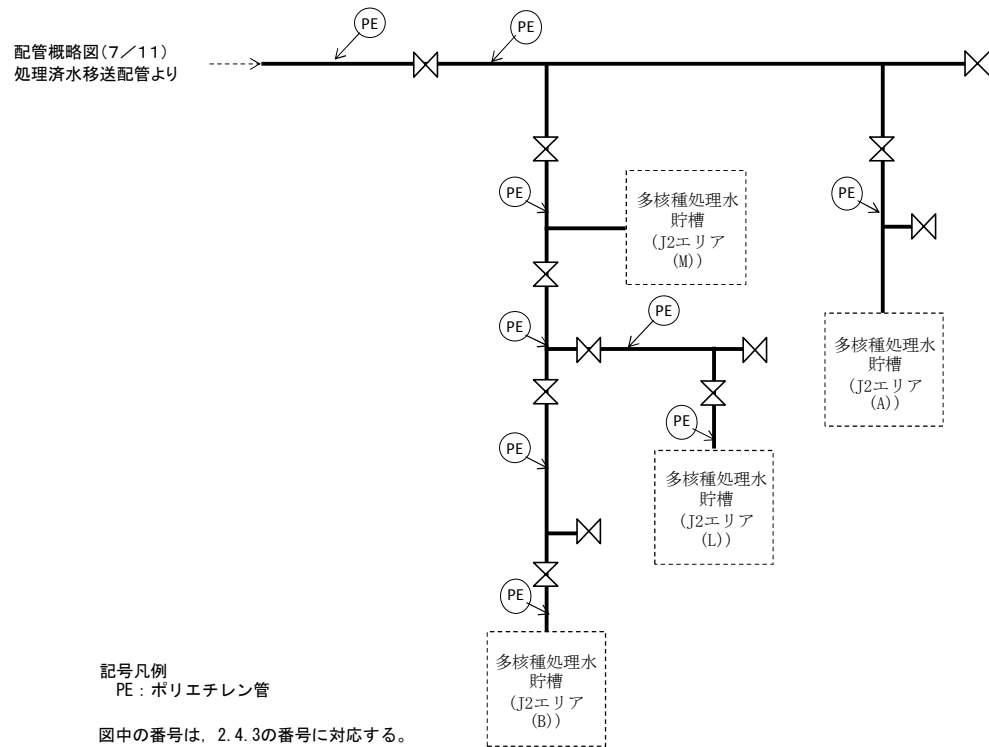 PE
PE
配管概略図(7／11)
処理済水移送配管より
PE
多核種処理水
貯槽
(J2エリア
(M))
PE
PE
PE
多核種処理水
貯槽
(J2エリア
(A))
PE
PE
多核種処理水
貯槽
(J2エリア
(L))
PE
多核種処理水
貯槽
(J2エリア
(B))
記号凡例
PE：ポリエチレン管
図中の番号は，2.4.3の番号に対応する。